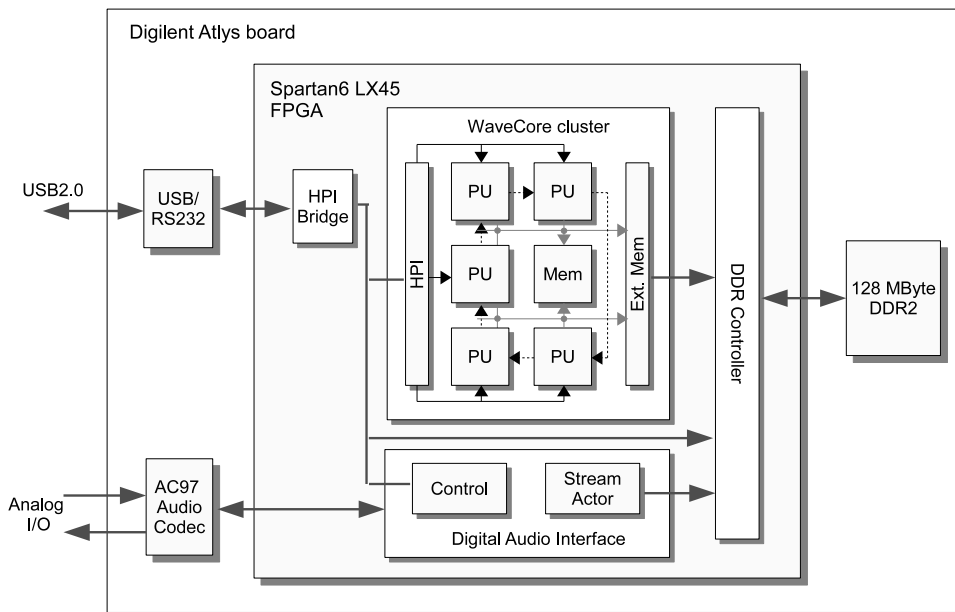 Digilent Atlys board
Spartan6 LX45
FPGA
WaveCore cluster
USB2.0
USB/
RS232
HPI
Bridge
HPI
PU
PU
PU
Mem
PU
PU
Ext. Mem
DDR Controller
128 MByte
DDR2
Analog
I/O
AC97
Audio
Codec
Control
Stream
Actor
Digital Audio Interface